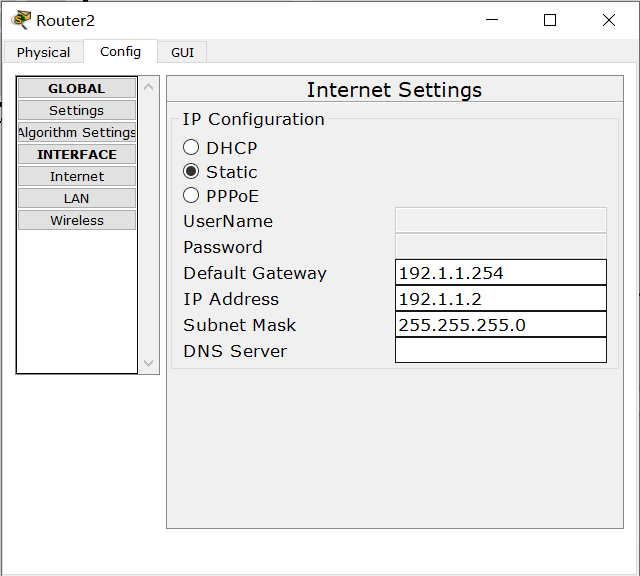 Router2
Physical
Config
GUI
GLOBAL
Settings
Algorithm Settings
INTERFACE
Internet
LAN
Wireless
Internet Settings
IP Configuration
DHCP
Static
PPPoE
UserName
Password
Default Gateway 192.1.1.254
IP Address 192.1.1.2
Subnet Mask 255.255.255.0
DNS Server